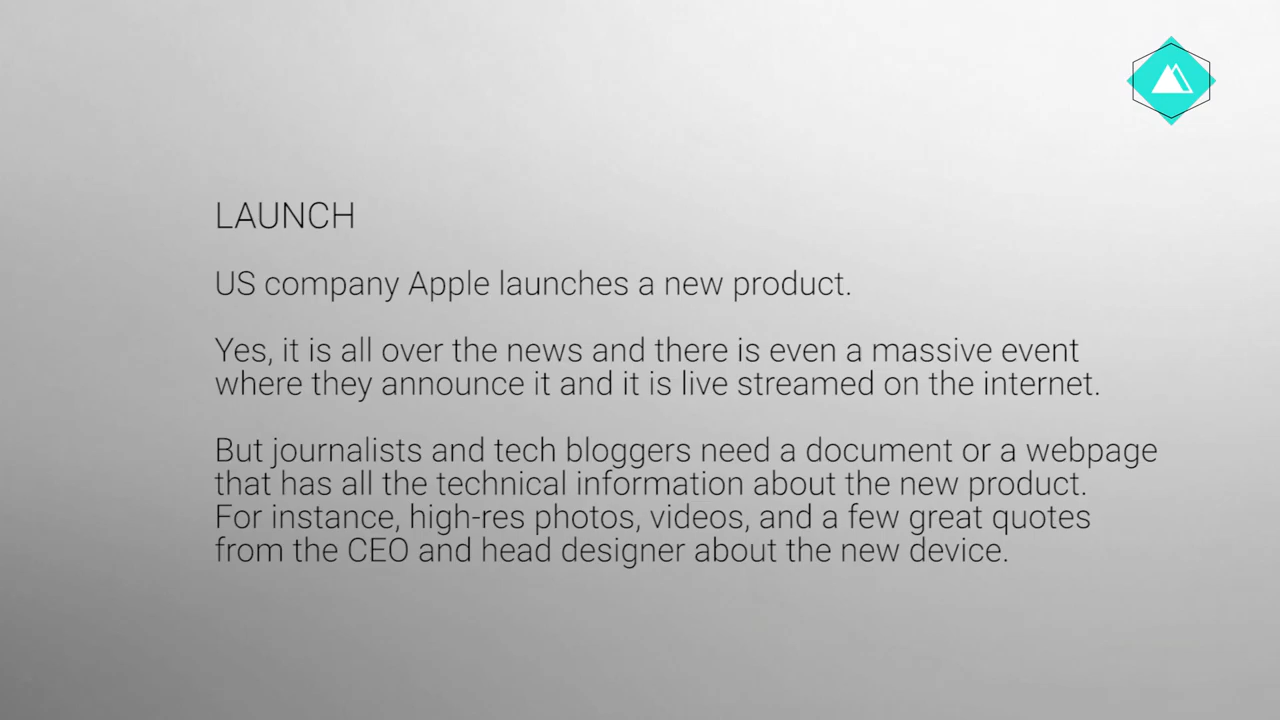 LAUNCH
US company Apple launches a new product.
Yes, it is all over the news and there is even a massive event
where they announce it and it is live streamed on the internet.
But journalists and tech bloggers need a document or a webpage
that has all the technical information about the new product.
For instance, high-res photos, videos, and a few great quotes
from the CEO and head designer about the new device.